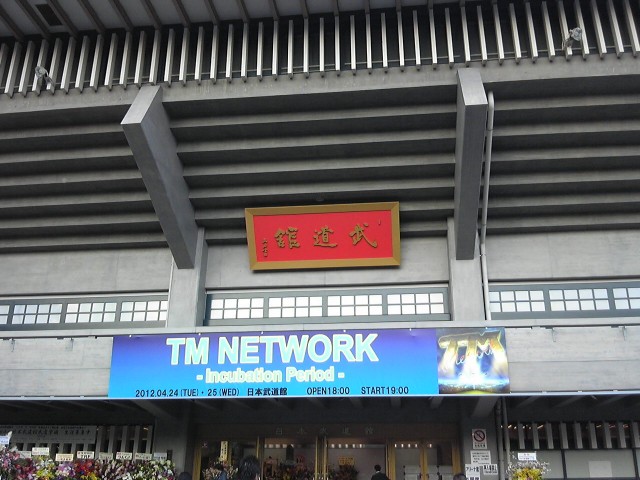 武道館
TM NETWORK
- Incubation Period -
2012.04.24(TUE)・25(WED) 日本武道館 OPEN18:00 START19:00
TM